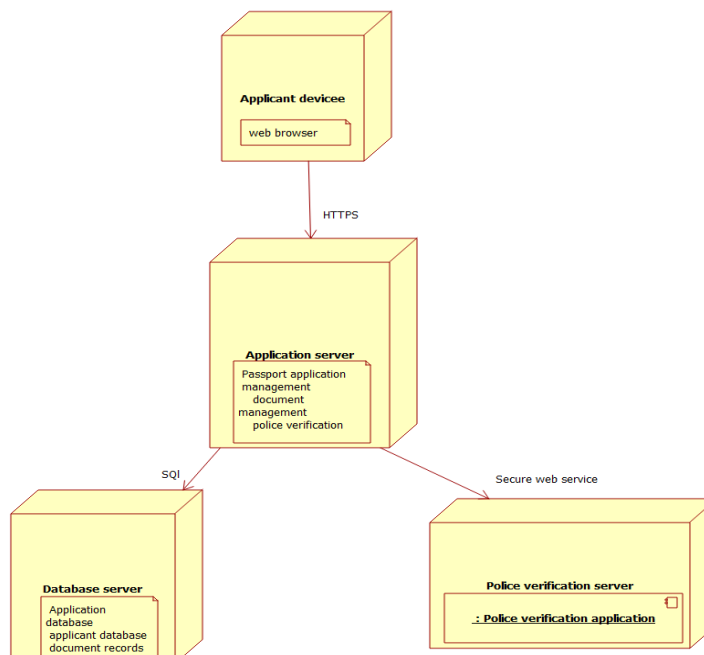 Applicant devicee
web browser
HTTPS
Application server
Passport application
management
document
management
police verification
SQl
Secure web service
Database server
Application
database
applicant database
document records
Police verification server
: Police verification application